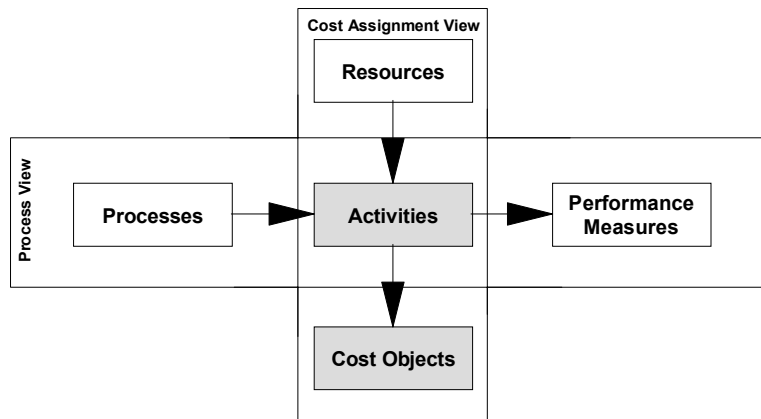 Cost Assignment View
Resources
Process View
Processes
Activities
Performance
Measures
Cost Objects